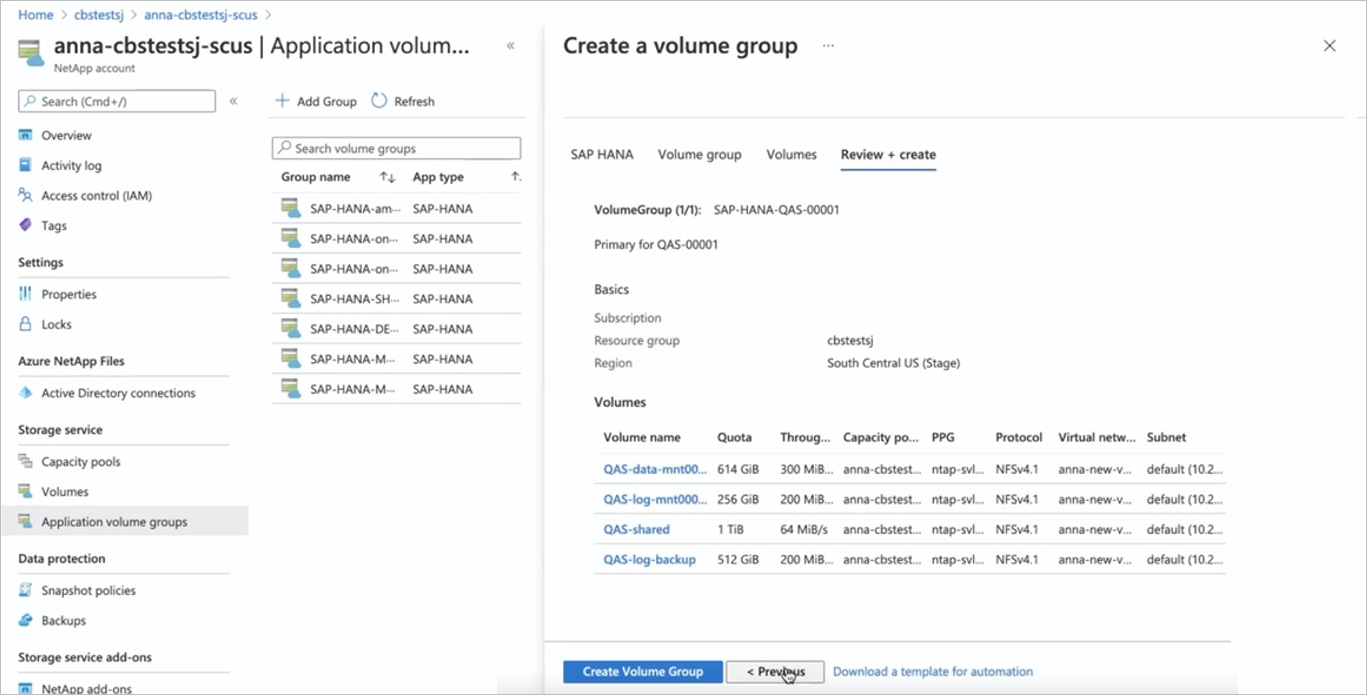 Home > cbstestsj > anna-cbstestsj-scus >
anna-cbstestsj-scus | Application volum... «
NetApp account
Search (Cmd+/) «
Overview
Activity log
Access control (IAM)
Tags
Settings
Properties
Locks
Azure NetApp Files
Active Directory connections
Storage service
Capacity pools
Volumes
Application volume groups
Data protection
Snapshot policies
Backups
Storage service add-ons
NetApp add-ons
+ Add Group Refresh
Search volume groups
Group name ↑↓ App type ↑.
SAP-HANA-am... SAP-HANA
SAP-HANA-on... SAP-HANA
SAP-HANA-on... SAP-HANA
SAP-HANA-SH... SAP-HANA
SAP-HANA-DE... SAP-HANA
SAP-HANA-M... SAP-HANA
SAP-HANA-M... SAP-HANA
Create a volume group ...
SAP HANA Volume group Volumes Review + create
VolumeGroup (1/1): SAP-HANA-QAS-00001
Primary for QAS-00001
Basics
Subscription
Resource group cbstestsj
Region South Central US (Stage)
Volumes
Volume name Quota Throug... Capacity po... PPG Protocol Virtual netw... Subnet
QAS-data-mnt00... 614 GiB 300 MiB... anna-cbstest... ntap-svl... NFSv4.1 anna-new-v... default (10.2...
QAS-log-mnt000... 256 GiB 200 MiB... anna-cbstest... ntap-svl... NFSv4.1 anna-new-v... default (10.2...
QAS-shared 1 TiB 64 MiB/s anna-cbstest... ntap-svl... NFSv4.1 anna-new-v... default (10.2...
QAS-log-backup 512 GiB 200 MiB... anna-cbstest... ntap-svl... NFSv4.1 anna-new-v... default (10.2...
Create Volume Group < Previous Download a template for automation